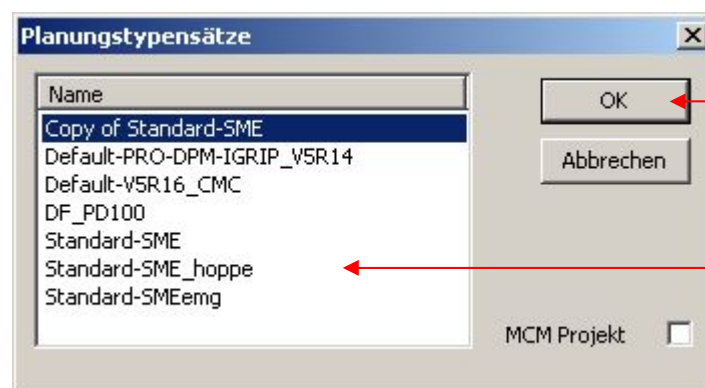 Planungstypensätze
Name
Copy of Standard-SME
Default-PRO-DPM-IGRIP_V5R14
Default-V5R16_CMC
DF_PD100
Standard-SME
Standard-SME_hoppe
Standard-SMEemg
OK
Abbrechen
MCM Projekt